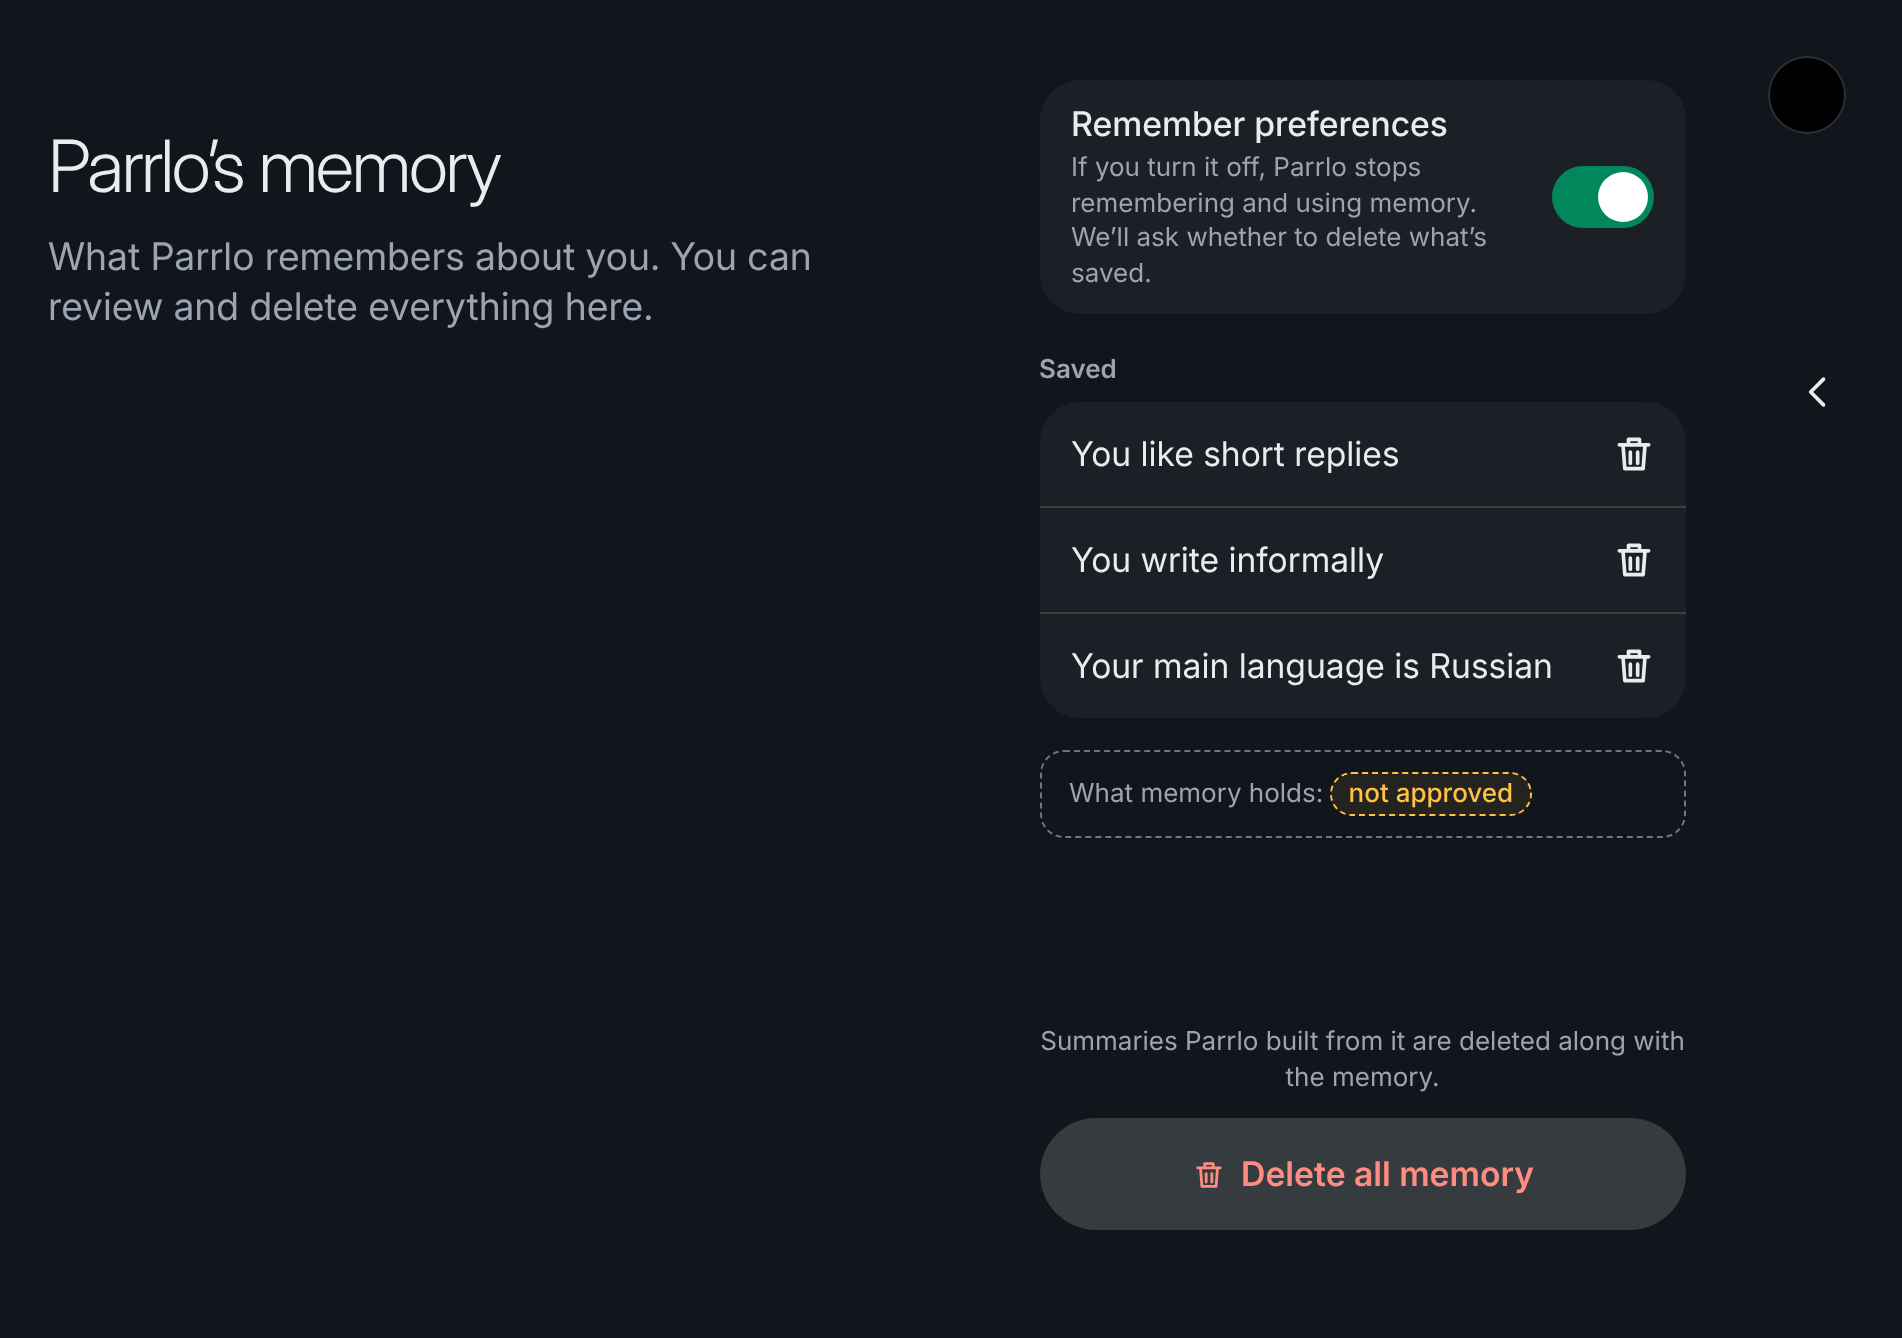 Parrlo’s memory
What Parrlo remembers about you. You can
review and delete everything here.
Remember preferences
If you turn it off, Parrlo stops
remembering and using memory.
We’ll ask whether to delete what’s
saved.
Saved
You like short replies
You write informally
Your main language is Russian
What memory holds: not approved
Summaries Parrlo built from it are deleted along with
the memory.
Delete all memory